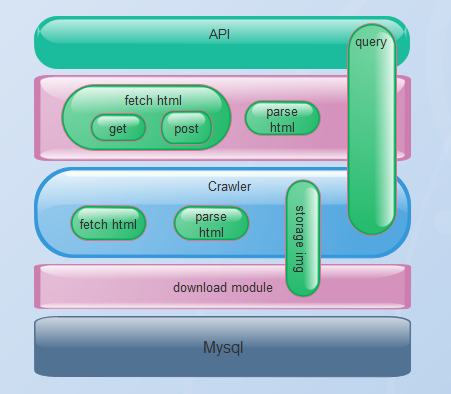 API
query
fetch html
get
post
parse
html
Crawler
fetch html
parse
html
storage img
download module
Mysql